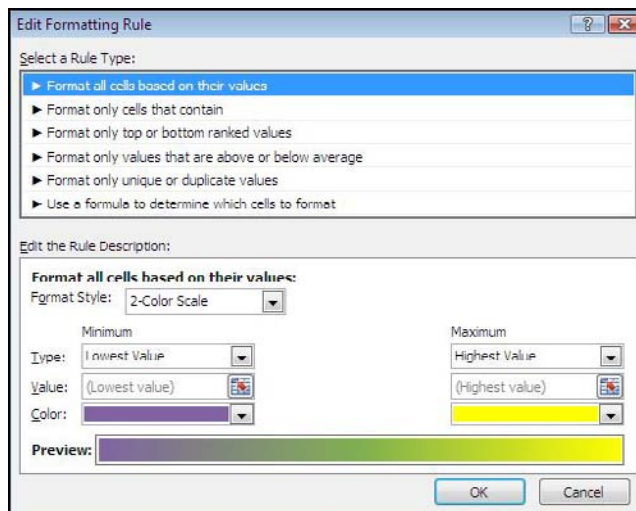 Edit Formatting Rule
Select a Rule Type:
► Format all cells based on their values
► Format only cells that contain
► Format only top or bottom ranked values
► Format only values that are above or below average
► Format only unique or duplicate values
► Use a formula to determine which cells to format
Edit the Rule Description:
Format all cells based on their values:
Format Style: 2-Color Scale
Minimum Maximum
Type: Lowest Value Highest Value
Value: (Lowest value) (Highest value)
Color:
Preview:
OK Cancel